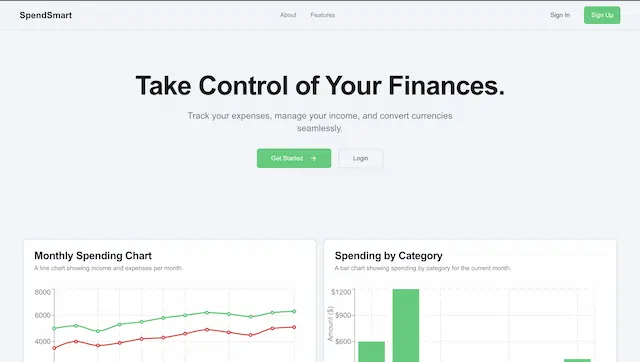 SpendSmart
About
Features
Sign In
Sign Up
Take Control of Your Finances.
Track your expenses, manage your income, and convert currencies
seamlessly.
Get Started
Login
Monthly Spending Chart
A line chart showing income and expenses per month.
8000
6000
4000
Spending by Category
A bar chart showing spending by category for the current month.
Amount ($)
$1200
$900
$600